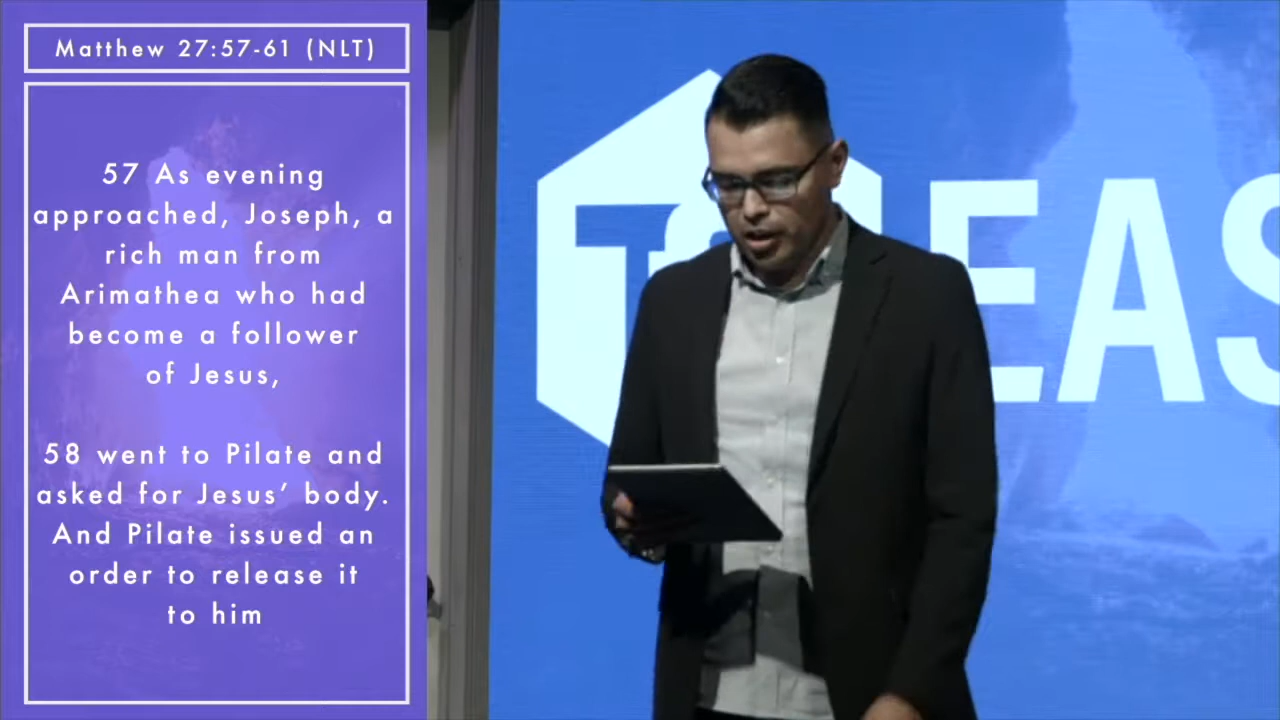 Matthew 27:57-61 (NLT)
57 As evening
approached, Joseph, a
rich man from
Arimathea who had
become a follower
of Jesus,
58 went to Pilate and
asked for Jesus’ body.
And Pilate issued an
order to release it
to him
EAS